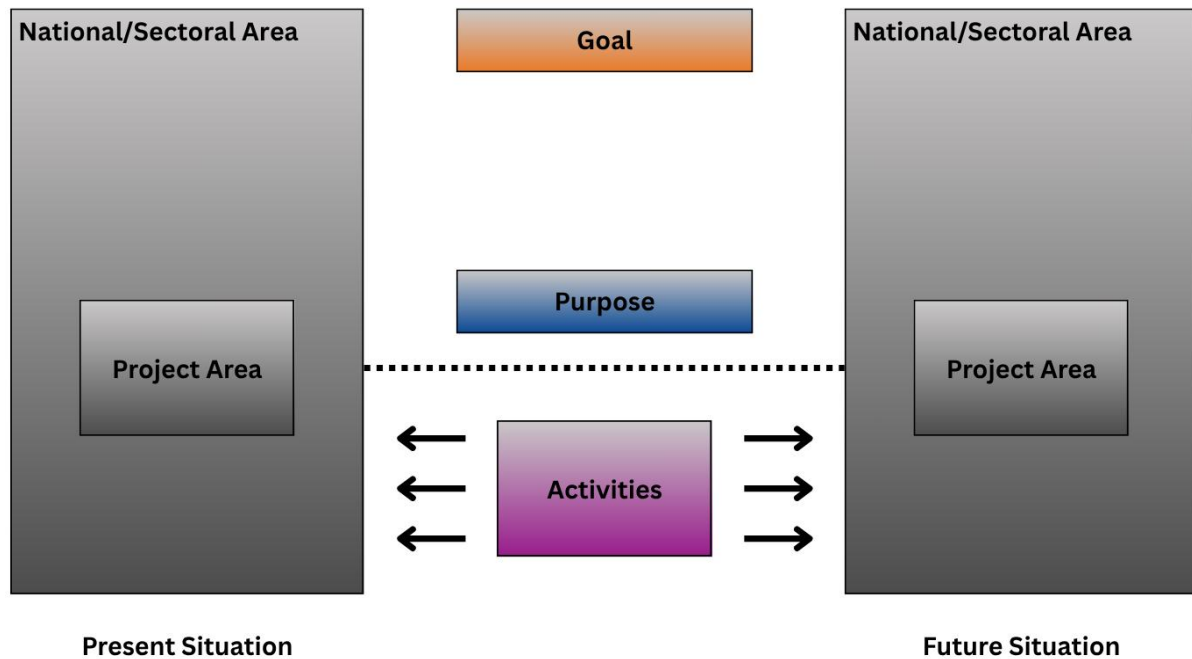 National/Sectoral Area
Goal
National/Sectoral Area
Purpose
Project Area
Project Area
Activities
Present Situation
Future Situation